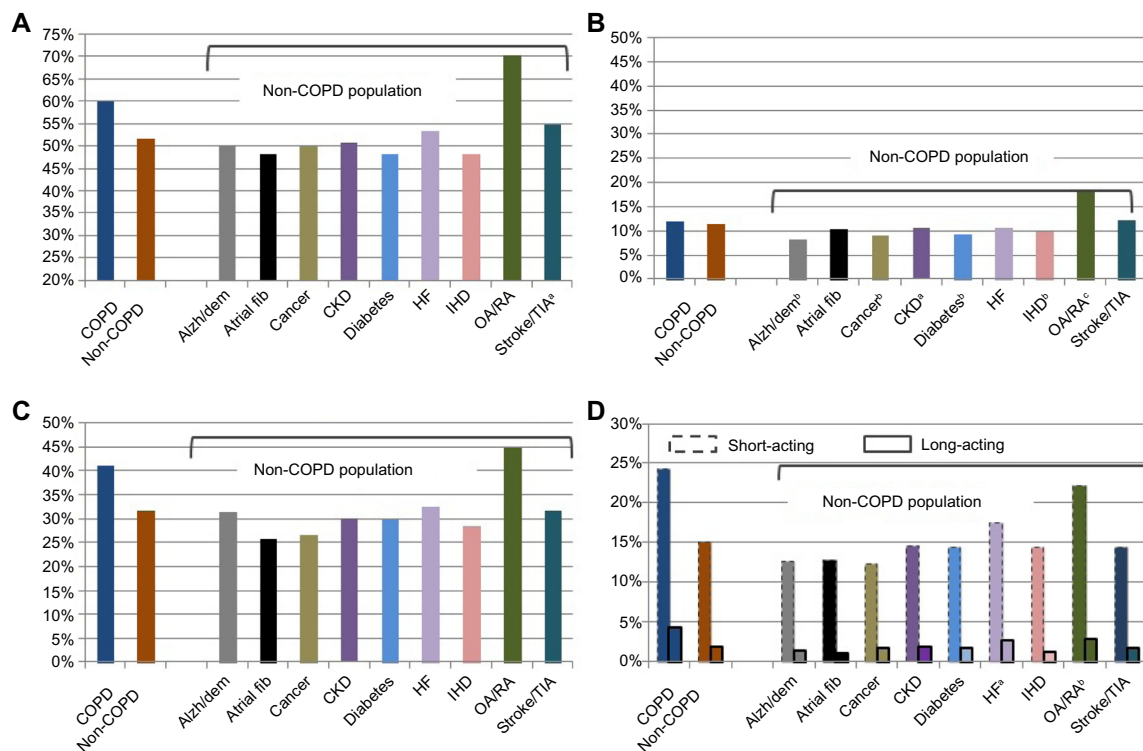 A
75%
70%
65%
60%
55%
50%
45%
40%
35%
30%
25%
20%
Non-COPD population
COPD
Non-COPD
Alzh/dem
Atrial fib
Cancer
CKD
Diabetes
HF
IHD
OA/RA
Stroke/TIAᵃ
B
50%
45%
40%
35%
30%
25%
20%
15%
10%
5%
0%
Non-COPD population
COPD
Non-COPD
Alzh/demᵇ
Atrial fib
Cancerᵇ
CKDᵃ
Diabetesᵇ
HF
IHDᵇ
OA/RAᶜ
Stroke/TIA
C
50%
45%
40%
35%
30%
25%
20%
15%
10%
5%
0%
Non-COPD population
COPD
Non-COPD
Alzh/dem
Atrial fib
Cancer
CKD
Diabetes
HF
IHD
OA/RA
Stroke/TIA
D
30%
25%
20%
15%
10%
5%
0%
Short-acting
Long-acting
Non-COPD population
COPD
Non-COPD
Alzh/dem
Atrial fib
Cancer
CKD
Diabetes
HFᵃ
IHD
OA/RAᵇ
Stroke/TIA